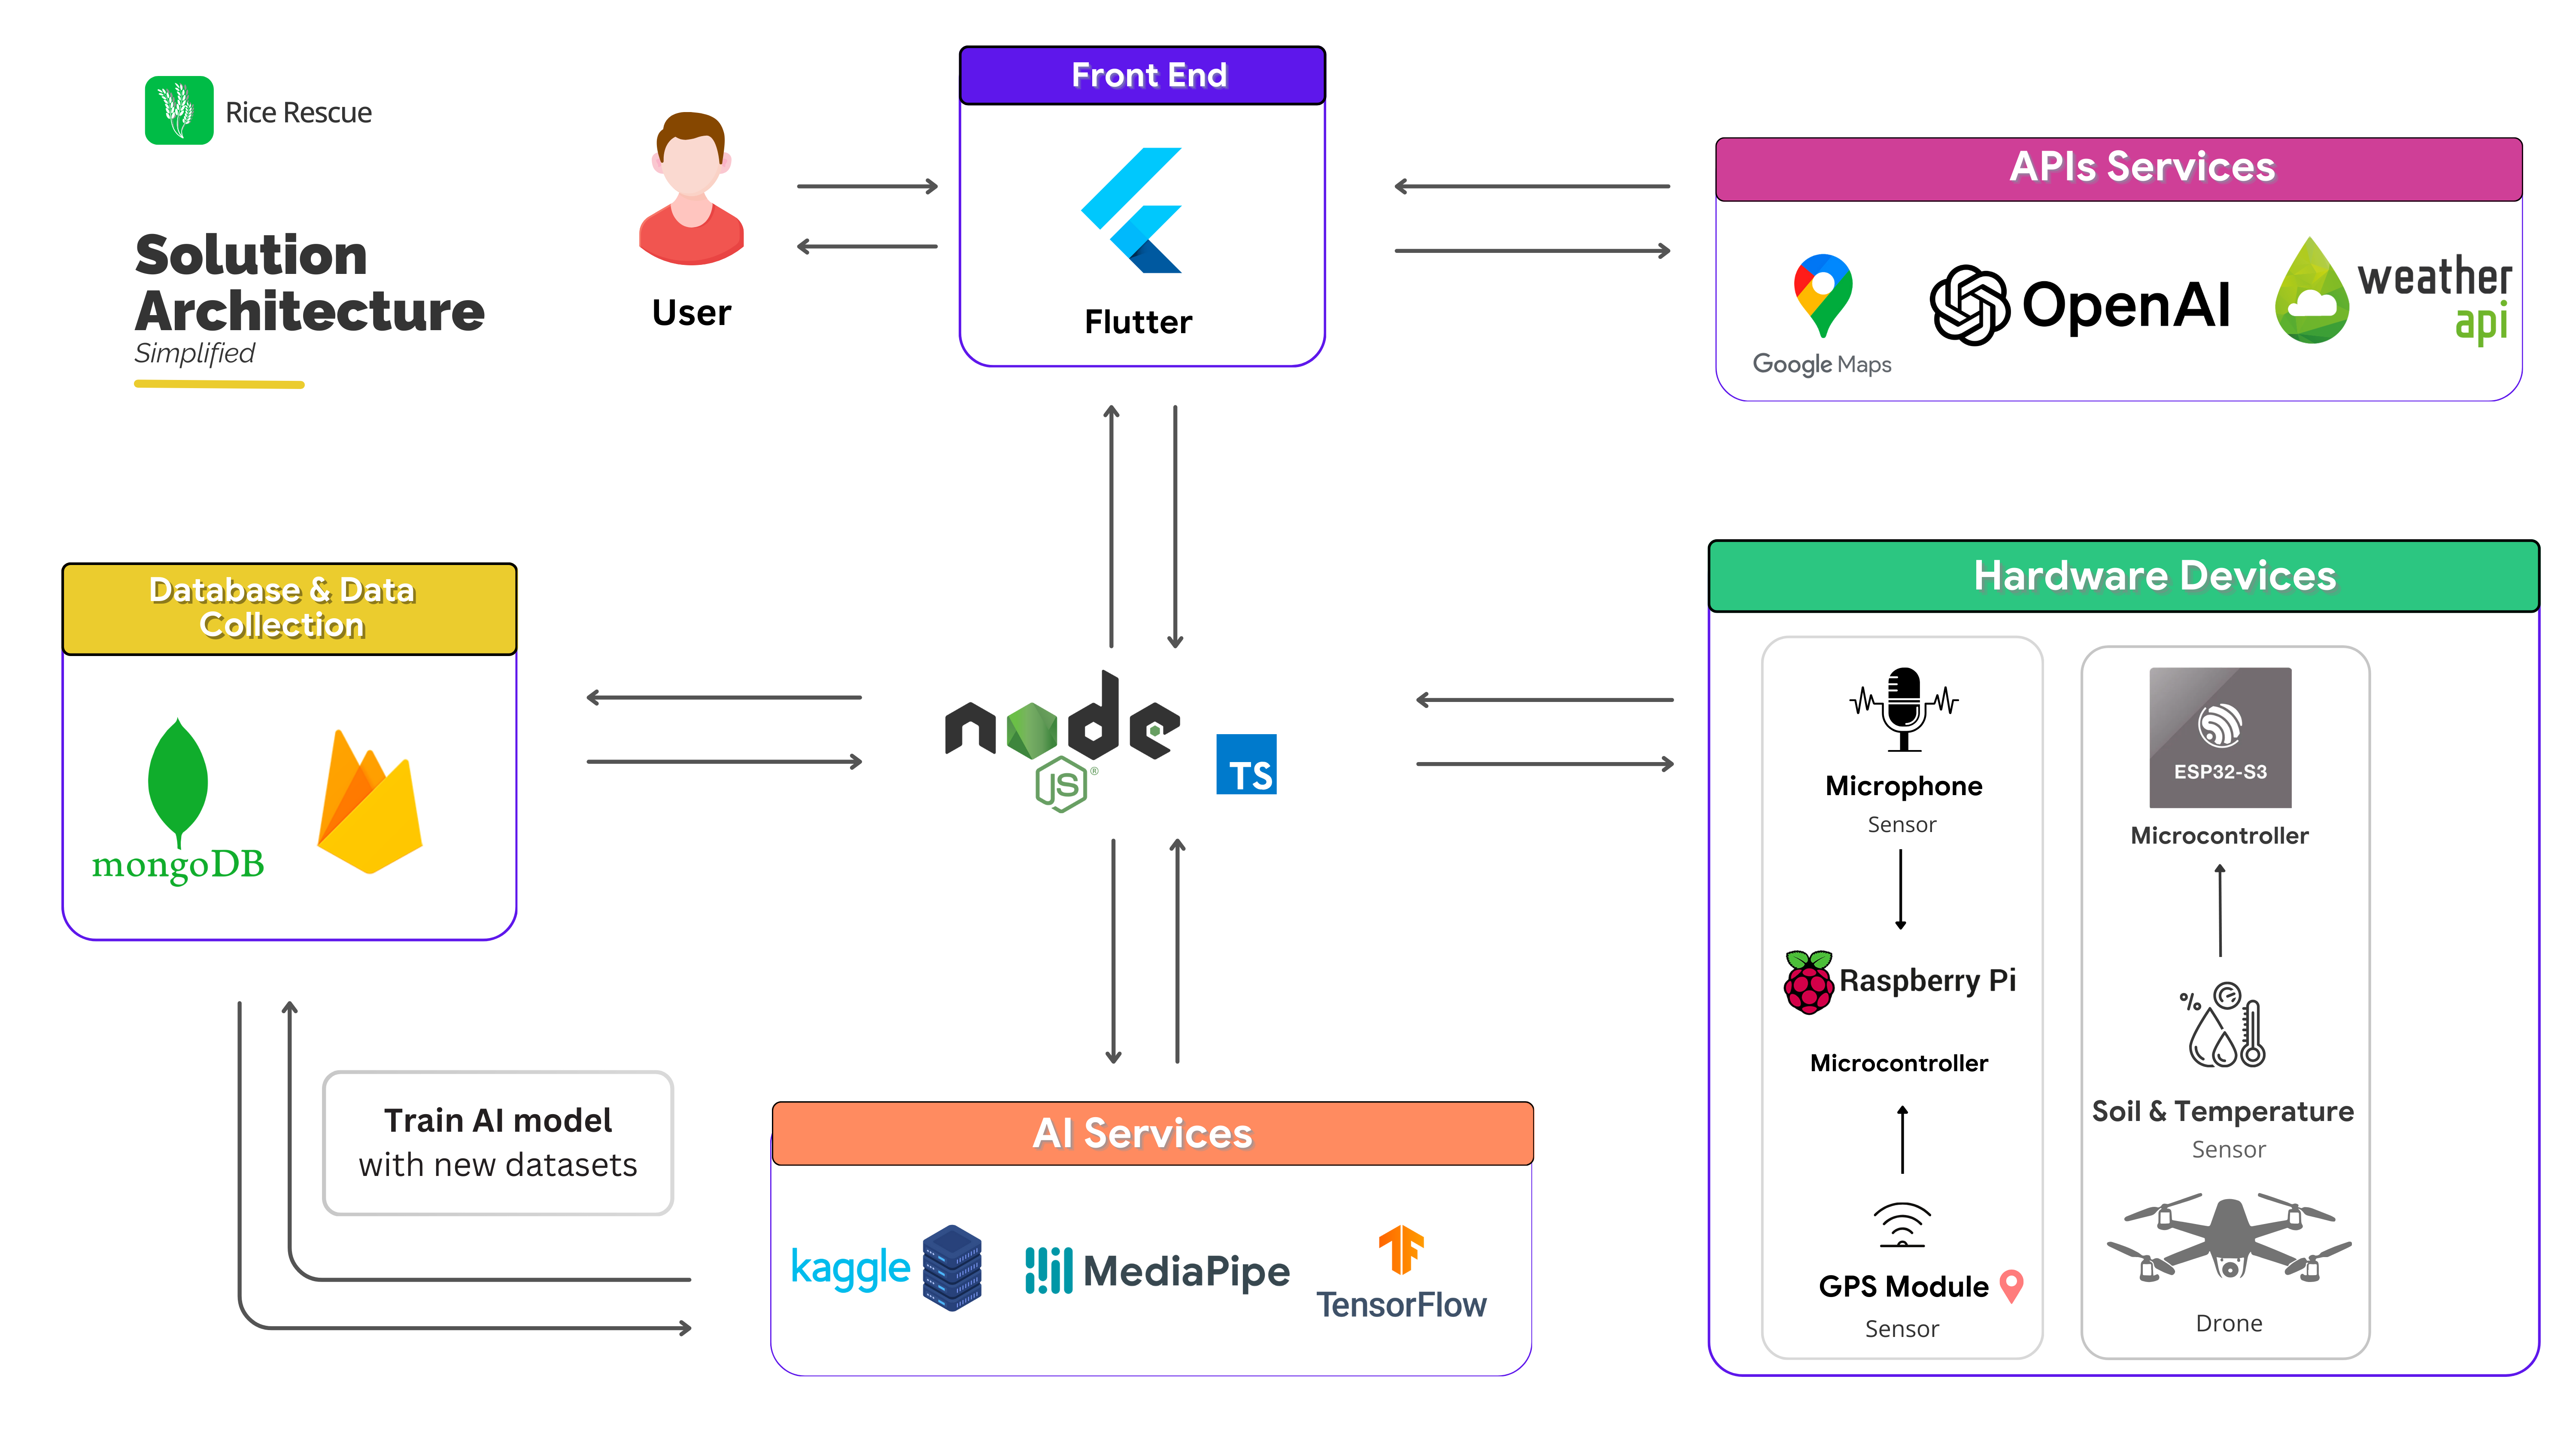 Rice Rescue
Solution
Architecture
Simplified
User
Front End
Flutter
APIs Services
Google Maps
OpenAI
weather
api
Database & Data
Collection
mongoDB
node
JS®
TS
Hardware Devices
Microphone
Sensor
Raspberry Pi
Microcontroller
GPS Module
Sensor
ESP32-S3
Microcontroller
%
Soil & Temperature
Sensor
Drone
Train AI model
with new datasets
AI Services
kaggle
MediaPipe
TensorFlow